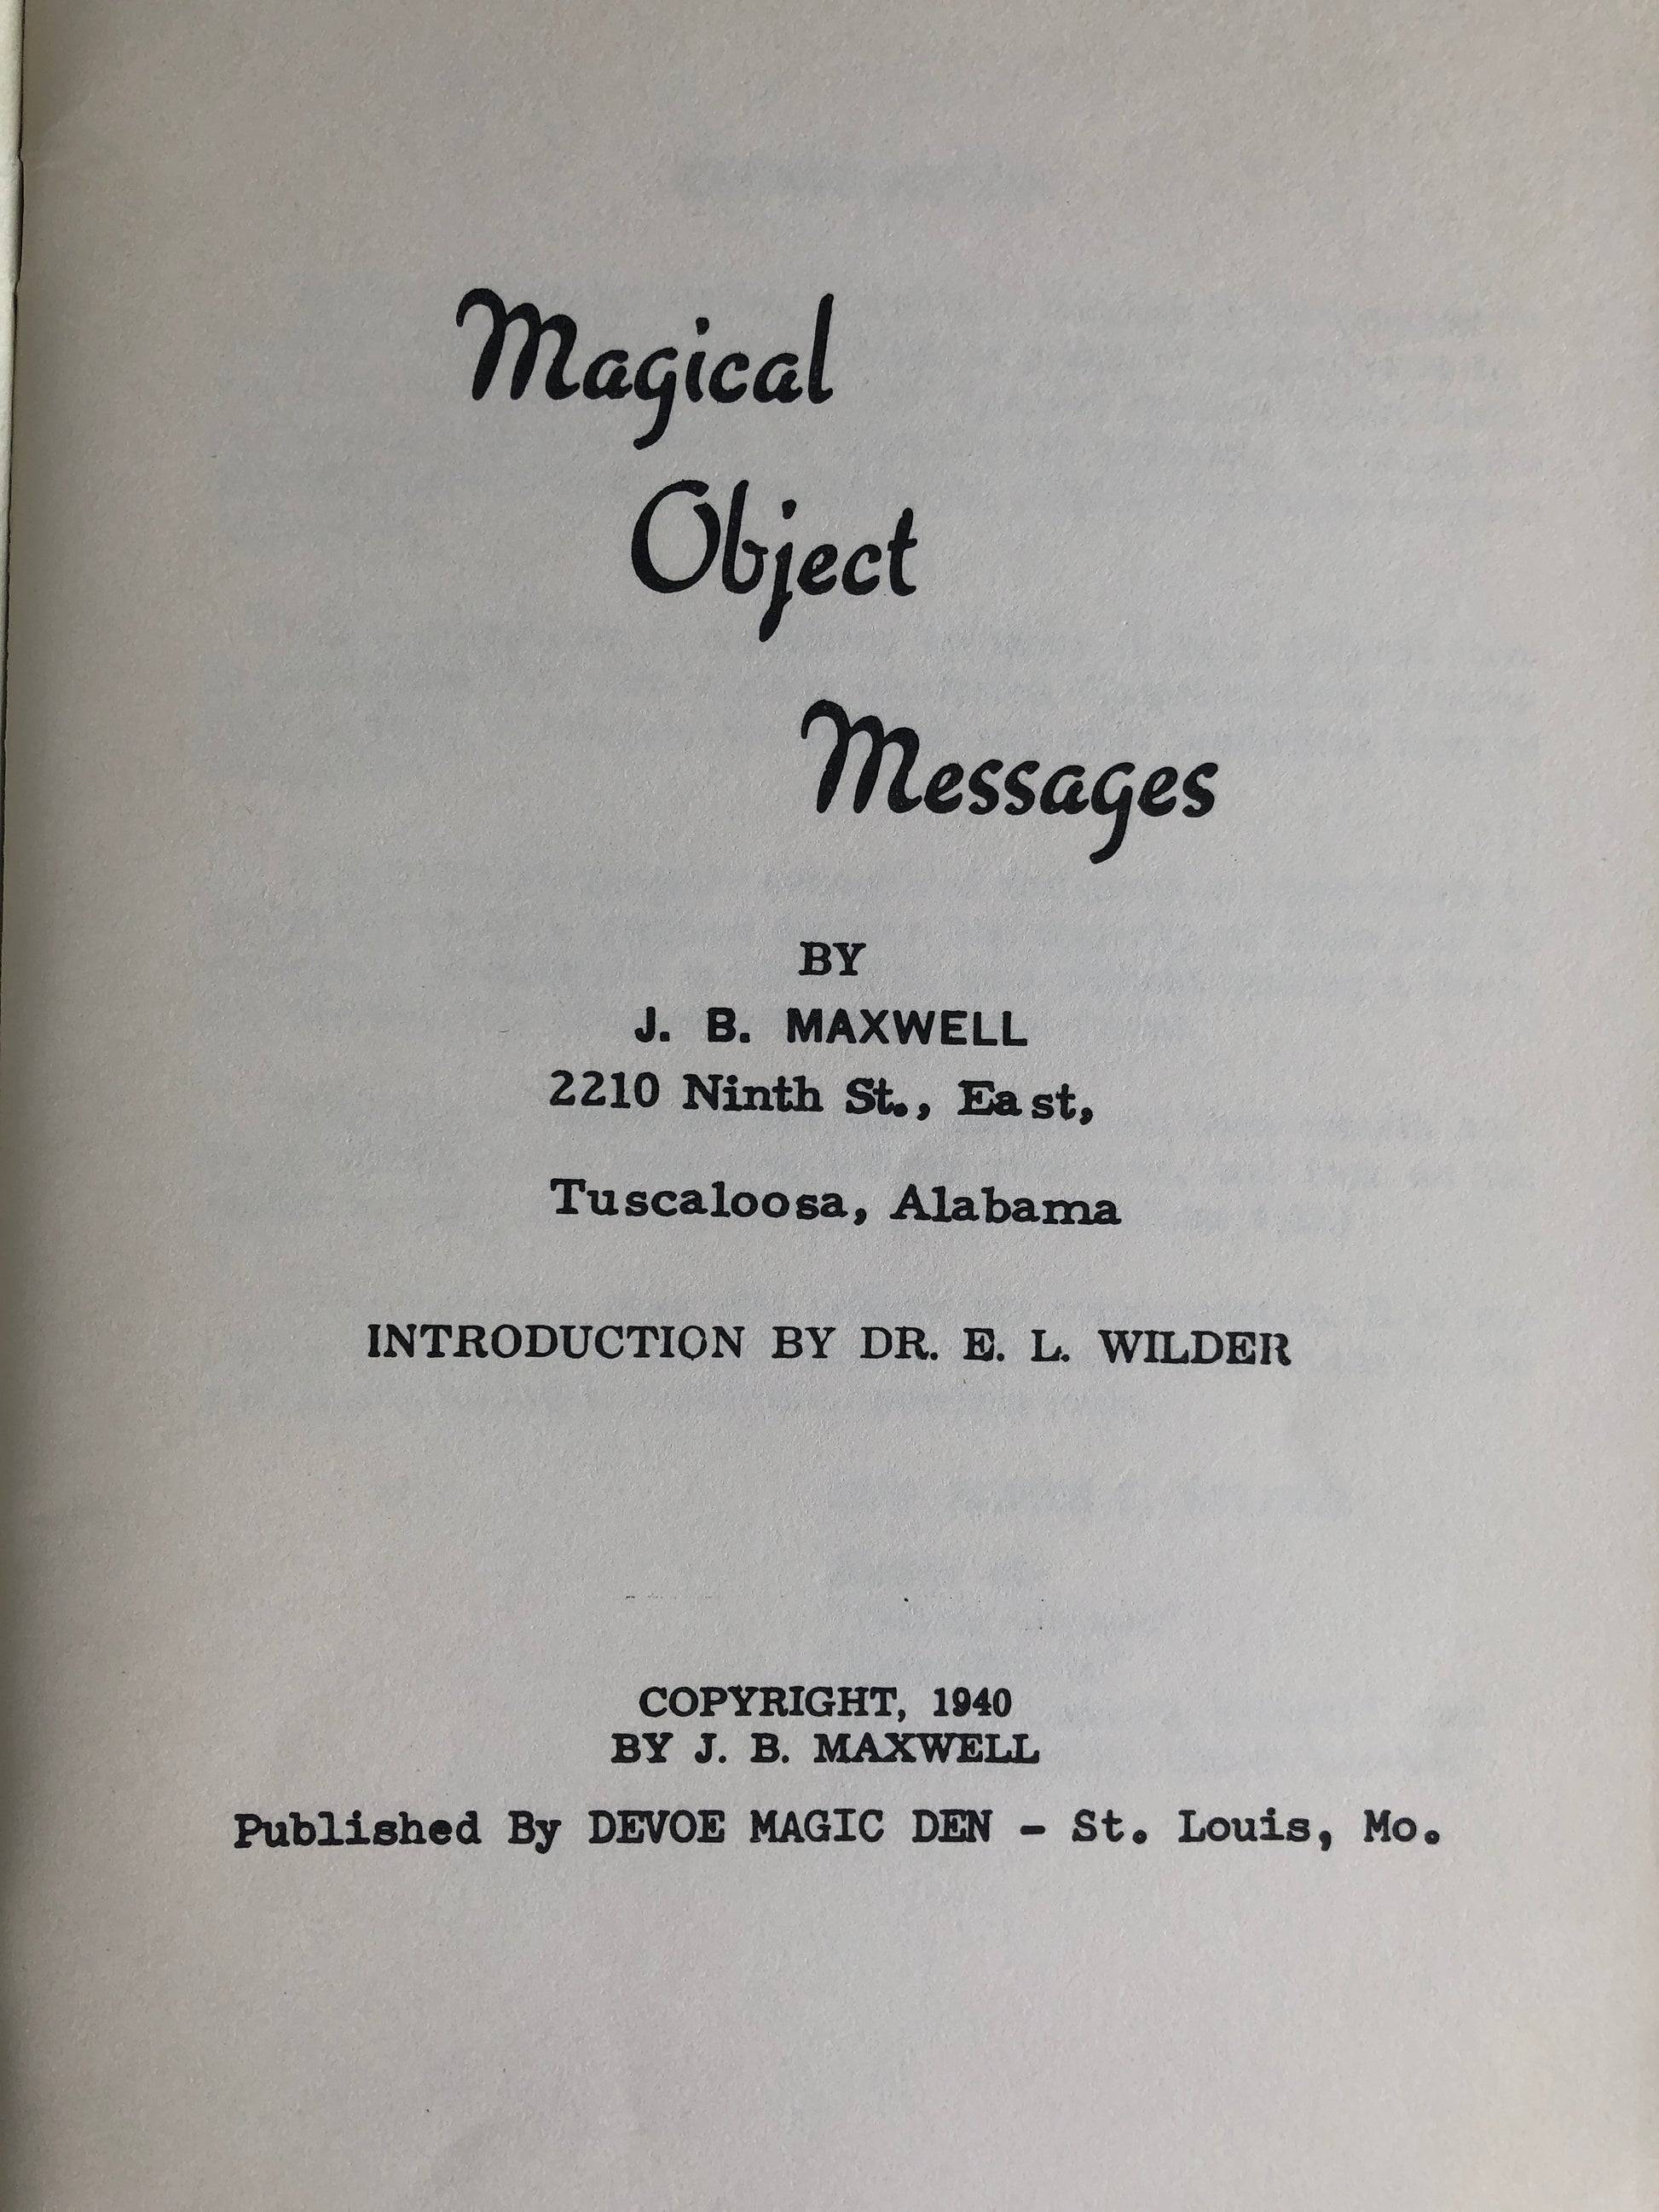 Magical
Object
Messages
BY
J. B. MAXWELL
2210 Ninth St., East,
Tuscaloosa, Alabama
INTRODUCTION BY DR. E. L. WILDER
COPYRIGHT, 1940
BY J. B. MAXWELL
Published By DEVOE MAGIC DEN - St. Louis, Mo.